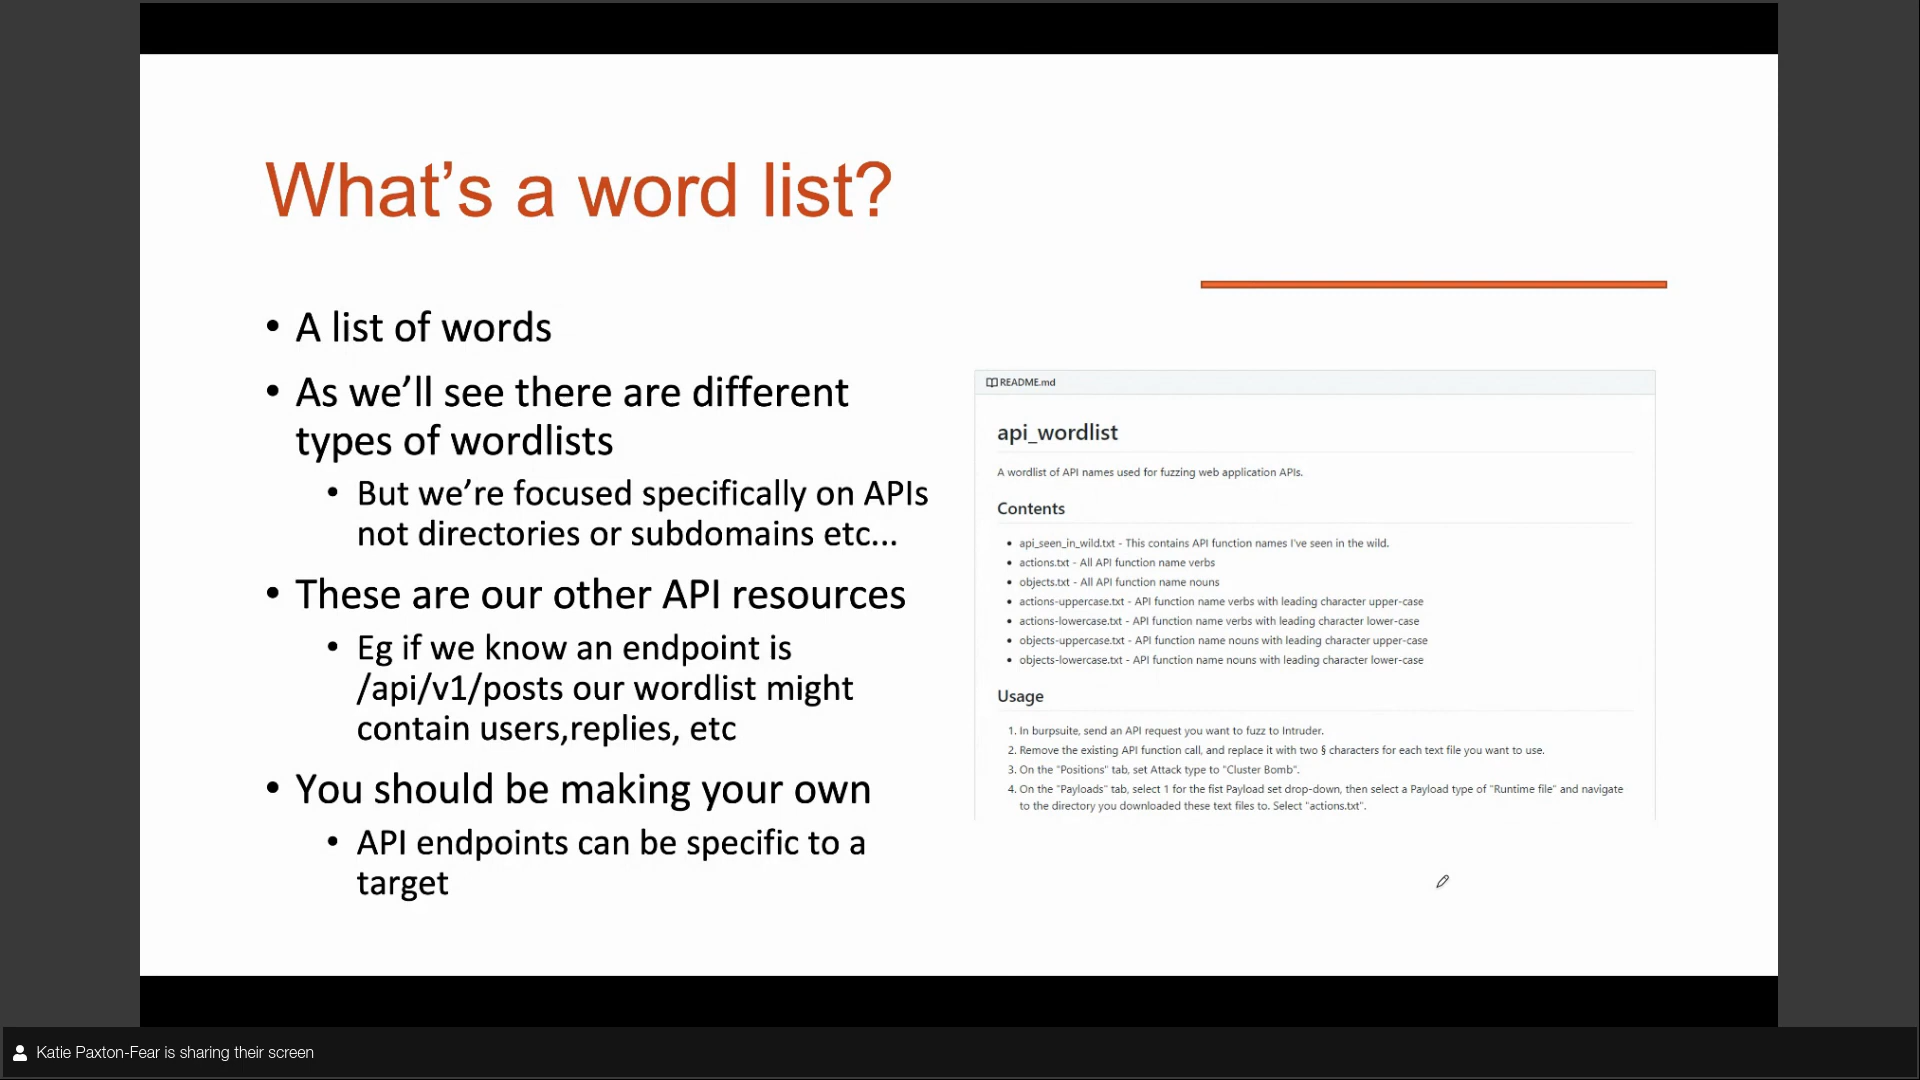 What's a word list?
• A list of words
• As we'll see there are different
types of wordlists
• But we're focused specifically on APIs
not directories or subdomains etc...
• These are our other API resources
• Eg if we know an endpoint is
/api/v1/posts our wordlist might
contain users,replies, etc
• You should be making your own
• API endpoints can be specific to a
target
README.md
api_wordlist
A wordlist of API names used for fuzzing web application APIs.
Contents
• api_seen_in_wild.txt - This contains API function names I've seen in the wild.
• actions.txt - All API function name verbs
• objects.txt - All API function name nouns
• actions-uppercase.txt - API function name verbs with leading character upper-case
• actions-lowercase.txt - API function name verbs with leading character lower-case
• objects-uppercase.txt - API function name nouns with leading character upper-case
• objects-lowercase.txt - API function name nouns with leading character lower-case
Usage
1. In burpsuite, send an API request you want to fuzz to Intruder.
2. Remove the existing API function call, and replace it with two § characters for each text file you want to use.
3. On the "Positions" tab, set Attack type to "Cluster Bomb".
4. On the "Payloads" tab, select 1 for the fist Payload set drop-down, then select a Payload type of "Runtime file" and navigate
to the directory you downloaded these text files to. Select "actions.txt".
Katie Paxton-Fear is sharing their screen